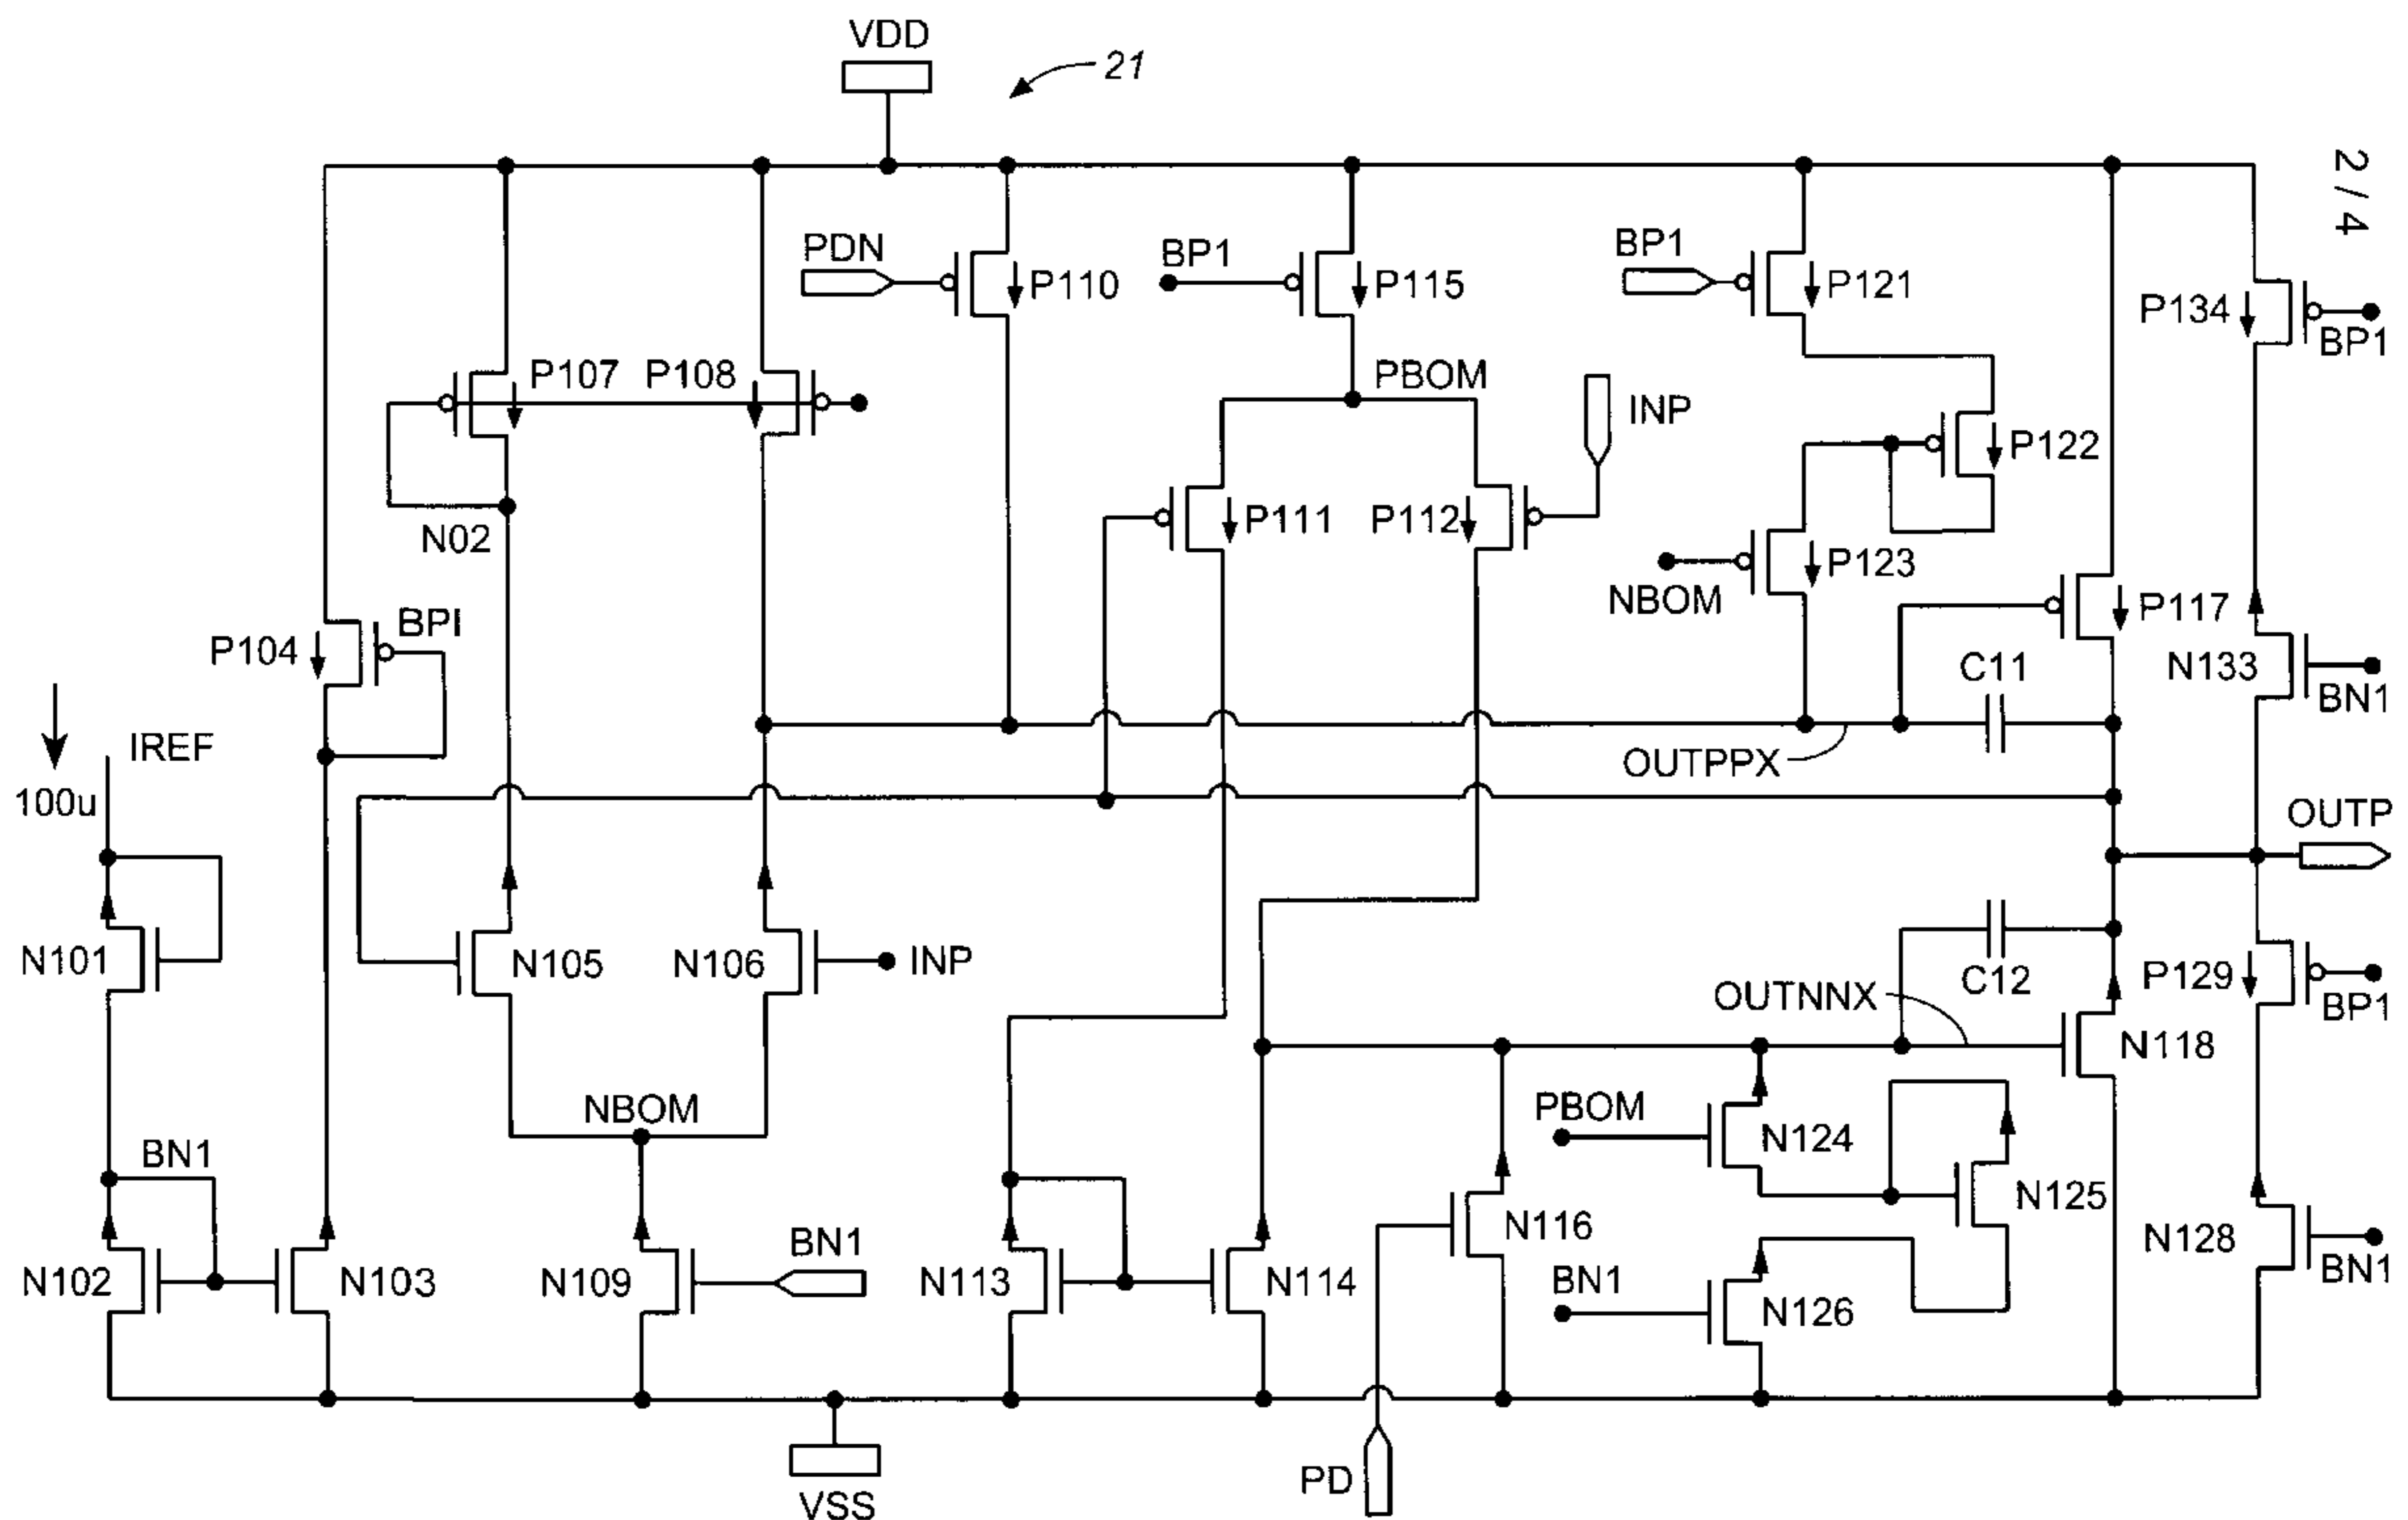 VDD
21
2 / 4
PDN
P110
BP1
P115
BP1
P121
P134
BP1
P107
P108
PBOM
INP
P122
N02
P111
P112
P123
NBOM
P117
BPI
P104
C11
N133
BN1
IREF
100u
OUTPPX
OUTP
N101
N105
N106
INP
C12
P129
BP1
OUTNNX
N118
NBOM
PBOM
N124
BN1
N125
N116
N128
BN1
BN1
N102
N103
N109
N113
N114
BN1
N126
PD
VSS